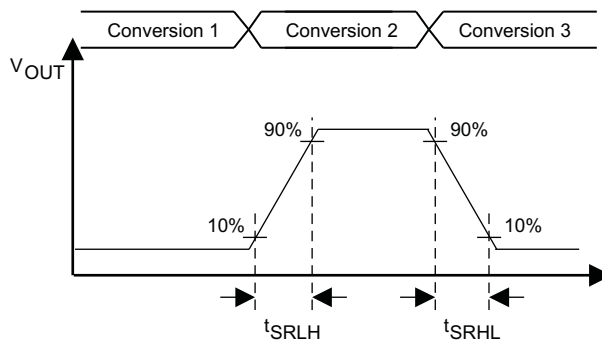 Conversion 1 Conversion 2 Conversion 3
VOUT
90% 90%
10% 10%
tSRLH tSRHL